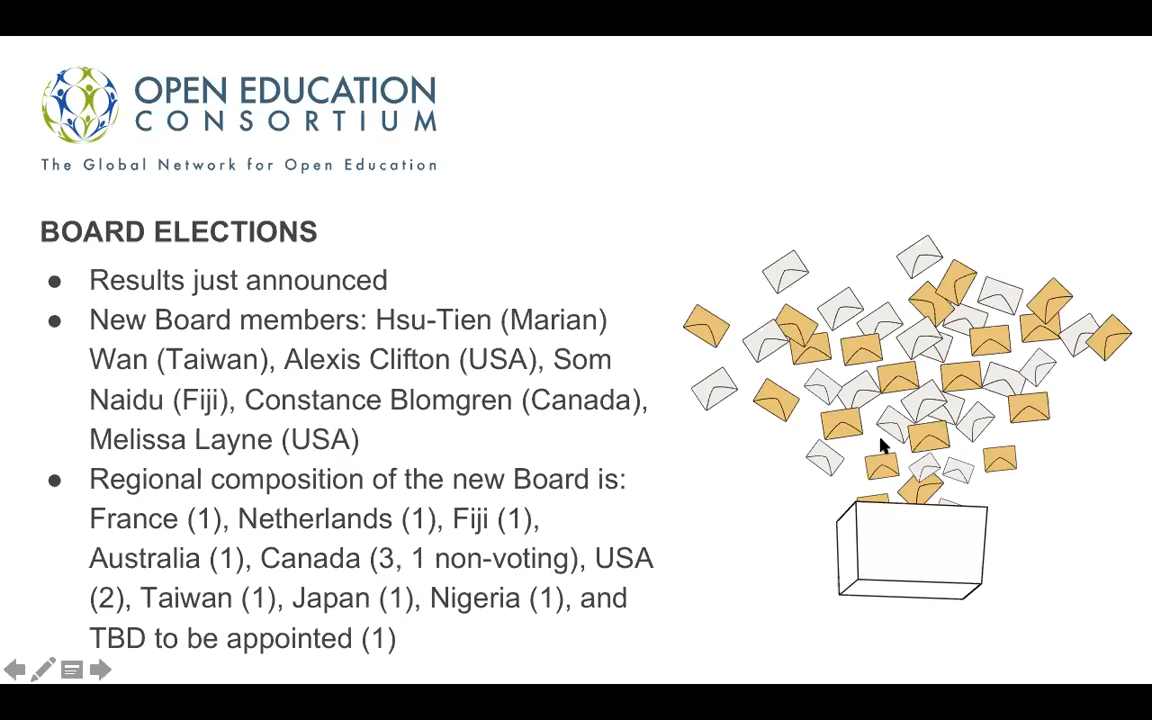 OPEN EDUCATION
CONSORTIUM
The Global Network for Open Education
BOARD ELECTIONS
● Results just announced
● New Board members: Hsu-Tien (Marian)
Wan (Taiwan), Alexis Clifton (USA), Som
Naidu (Fiji), Constance Blomgren (Canada),
Melissa Layne (USA)
● Regional composition of the new Board is:
France (1), Netherlands (1), Fiji (1),
Australia (1), Canada (3, 1 non-voting), USA
(2), Taiwan (1), Japan (1), Nigeria (1), and
TBD to be appointed (1)